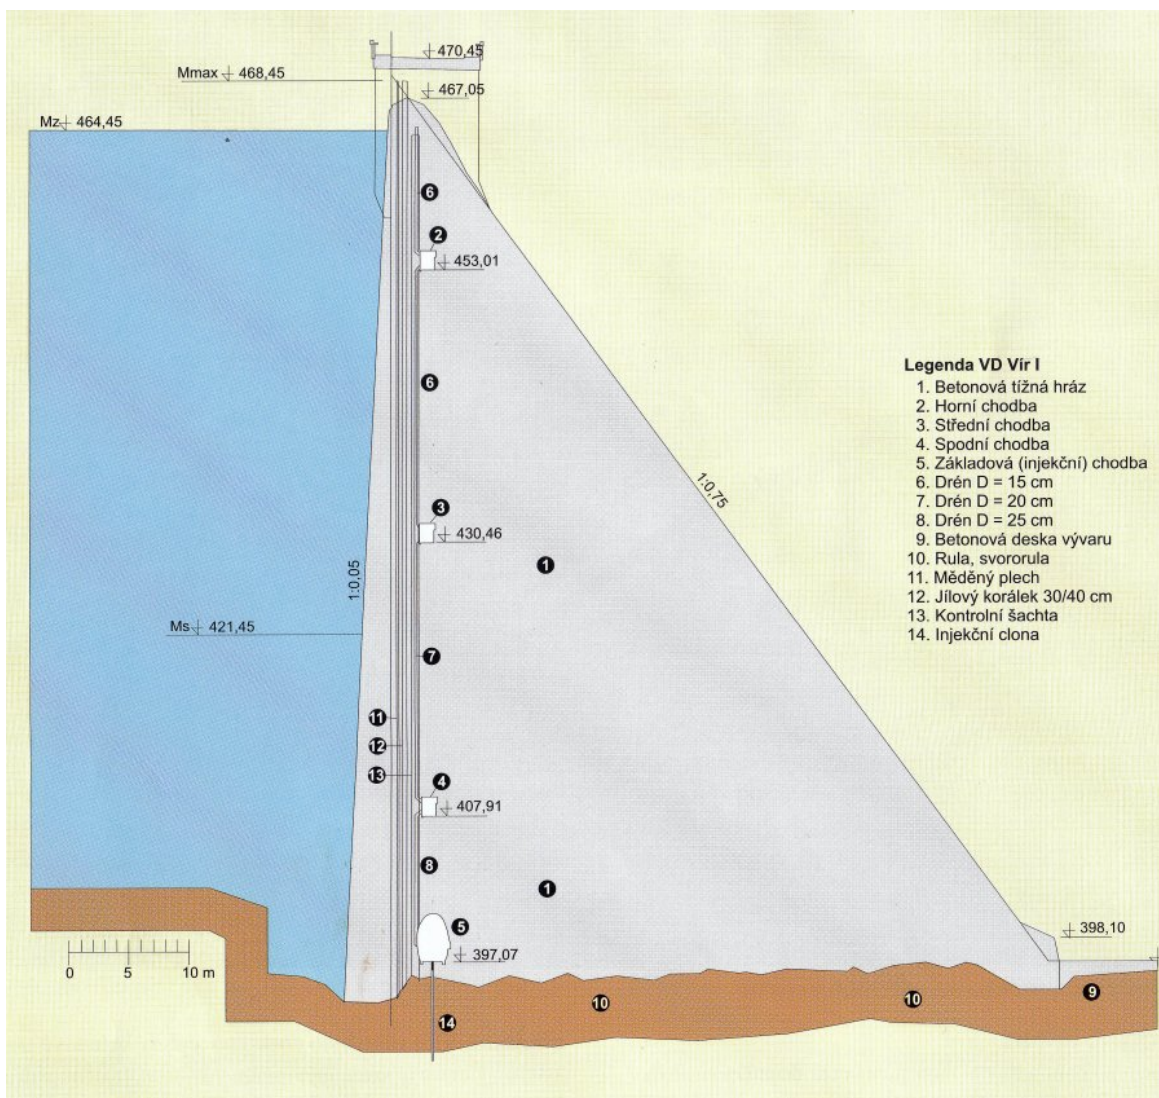 470,45
Mmax 468,45
467,05
Mz 464,45
6
2
453,01
6
Legenda VD Vír I
1. Betonová tížná hráz
2. Horní chodba
3. Střední chodba
4. Spodní chodba
5. Základová (injekční) chodba
6. Drén D = 15 cm
7. Drén D = 20 cm
8. Drén D = 25 cm
9. Betonová deska vývaru
10. Rula, svororula
11. Měděný plech
12. Jílový korálek 30/40 cm
13. Kontrolní šachta
14. Injekční clona
1:0,75
3
430,46
1
1:0,05
Ms 421,45
7
11
12
13
4
407,91
8
1
5
398,10
397,07
0 5 10 m
10
10
9
14